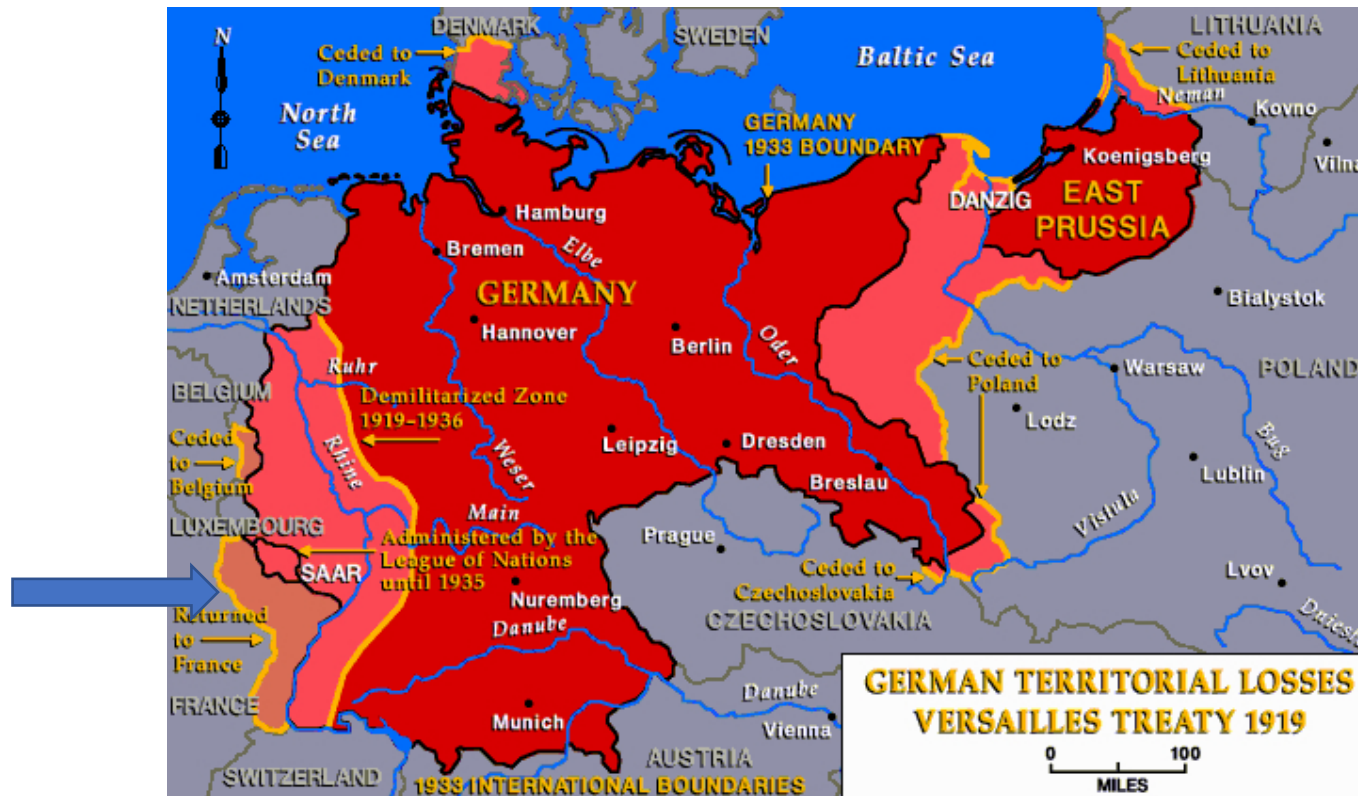 DENMARK
SWEDEN
LITHUANIA
N
Ceded to
Denmark
Baltic Sea
Ceded to
Lithuania
Neman
North
Sea
Kovno
GERMANY
1933 BOUNDARY
Koenigsberg
Vilna
DANZIG
EAST
PRUSSIA
Hamburg
Bremen
Elbe
Amsterdam
NETHERLANDS
GERMANY
Bialystok
Hannover
Berlin
Oder
Ruhr
Ceded to
Poland
Warsaw
POLAND
BELGIUM
Demilitarized Zone
1919-1936
Lodz
Bug
Ceded
to
Belgium
Rhine
Weser
Leipzig
Dresden
Breslau
Lublin
Vistula
LUXEMBOURG
Main
Prague
Administered by the
League of Nations
until 1935
SAAR
Ceded to
Czechoslovakia
Lvov
Returned
to
France
Nuremberg
CZECHOSLOVAKIA
Dniest
Danube
FRANCE
Munich
Danube
Vienna
GERMAN TERRITORIAL LOSSES
VERSAILLES TREATY 1919
0 100
MILES
AUSTRIA
SWITZERLAND
1933 INTERNATIONAL BOUNDARIES